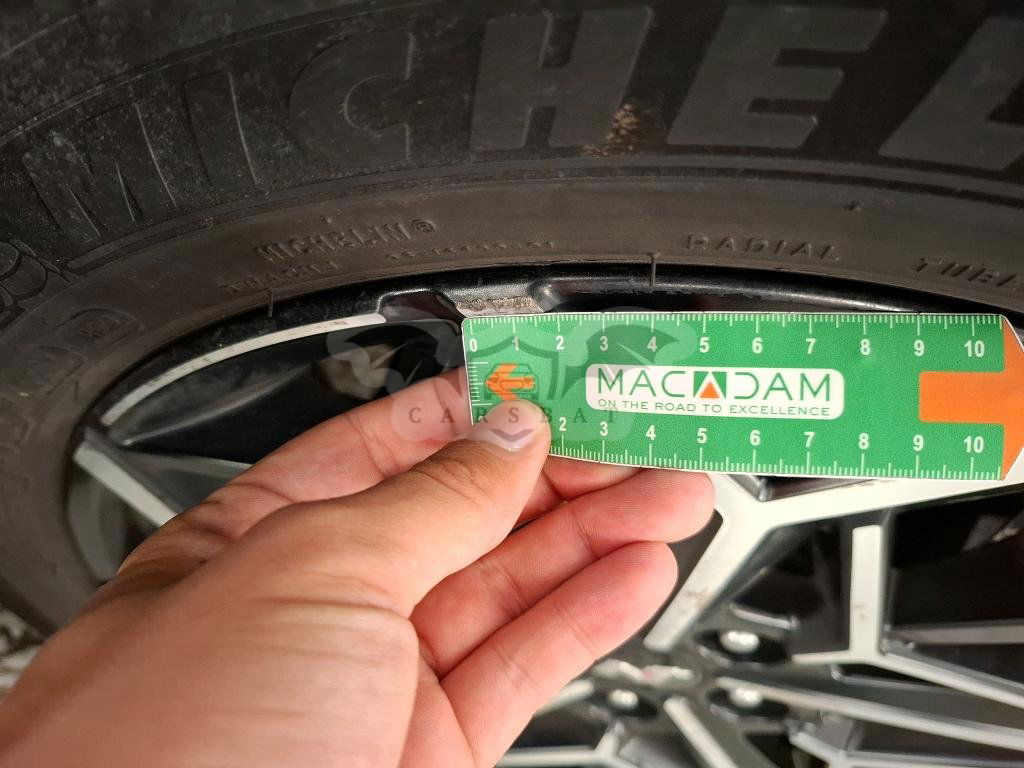 MICHEL
MICHELIN®
RADIAL
TUBE
0 1 2 3 4 5 6 7 8 9 10
MACADAM
ON THE ROAD TO EXCELLENCE
CARSBAT
2 3 4 5 6 7 8 9 10